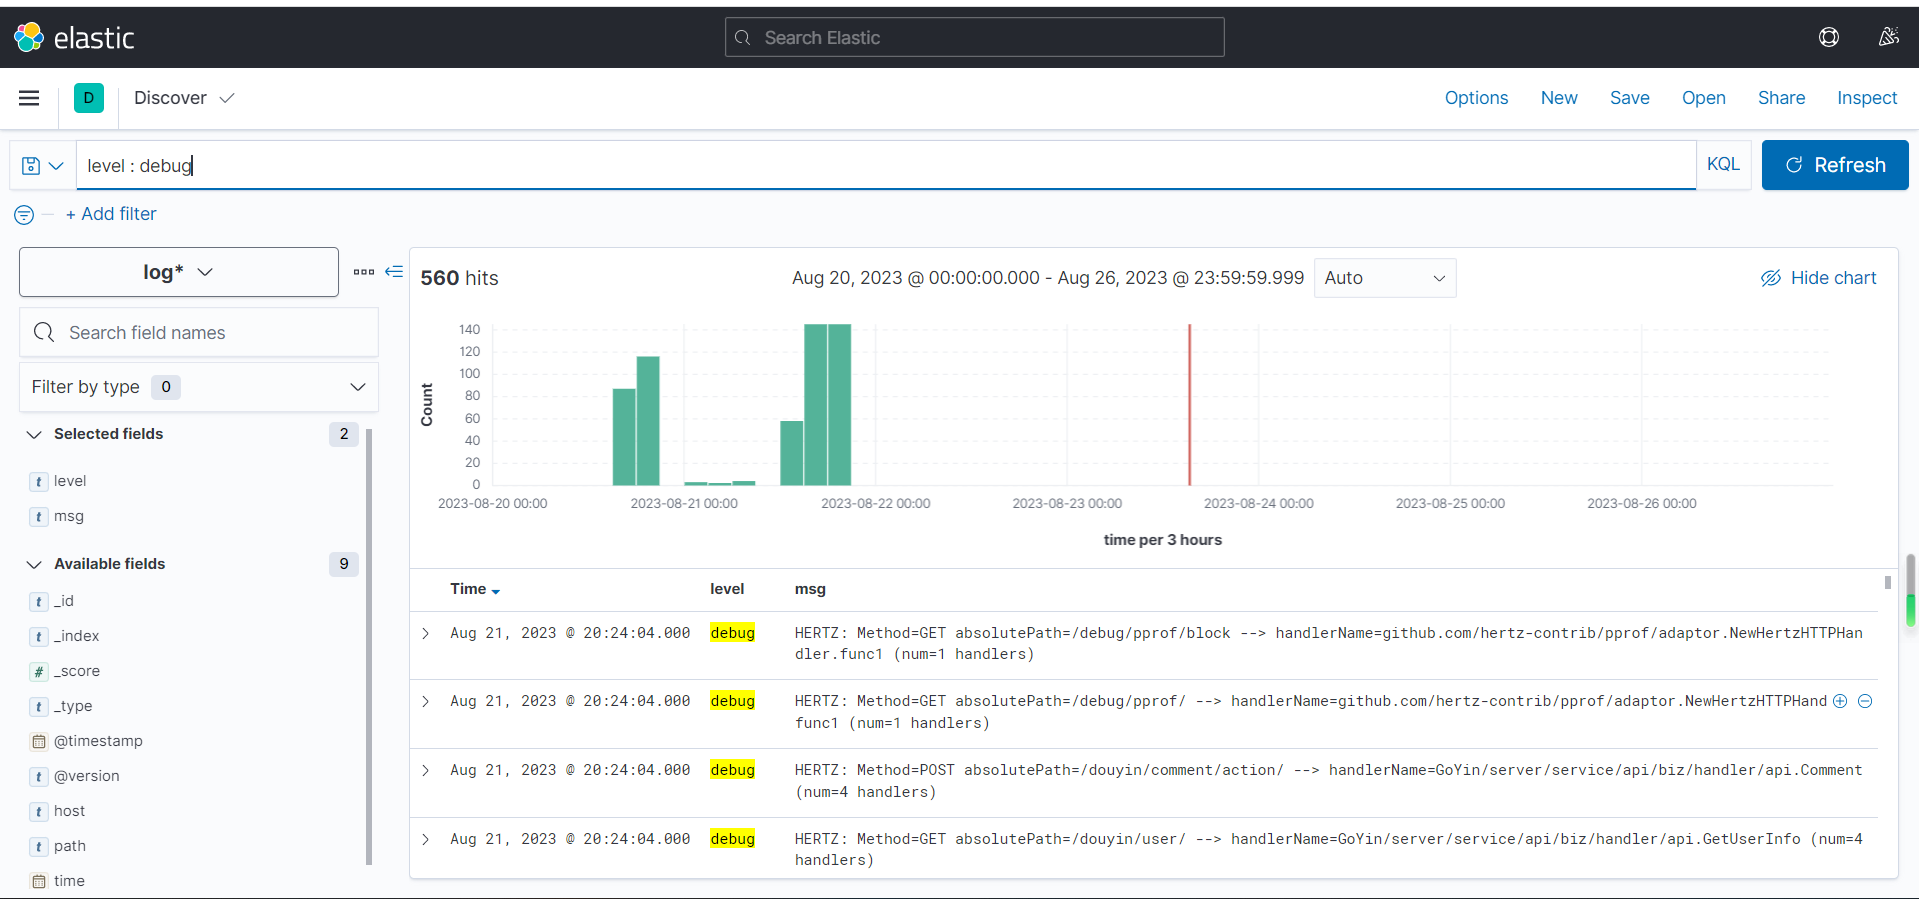 elastic
Search Elastic
D
Discover
Options New Save Open Share Inspect
level : debug
KQL
Refresh
+ Add filter
log*
560 hits
Aug 20, 2023 @ 00:00:00.000 - Aug 26, 2023 @ 23:59:59.999
Auto
Hide chart
Search field names
Filter by type 0
Selected fields 2
t level
t msg
Available fields 9
t _id
t _index
# _score
t _type
@timestamp
t @version
t host
t path
time
Count
140
120
100
80
60
40
20
0
2023-08-20 00:00 2023-08-21 00:00 2023-08-22 00:00 2023-08-23 00:00 2023-08-24 00:00 2023-08-25 00:00 2023-08-26 00:00
time per 3 hours
Time level msg
Aug 21, 2023 @ 20:24:04.000 debug HERTZ: Method=GET absolutePath=/debug/pprof/block --> handlerName=github.com/hertz-contrib/pprof/adaptor.NewHertzHTTPHan
dler.func1 (num=1 handlers)
Aug 21, 2023 @ 20:24:04.000 debug HERTZ: Method=GET absolutePath=/debug/pprof/ --> handlerName=github.com/hertz-contrib/pprof/adaptor.NewHertzHTTPHand
func1 (num=1 handlers)
Aug 21, 2023 @ 20:24:04.000 debug HERTZ: Method=POST absolutePath=/douyin/comment/action/ --> handlerName=GoYin/server/service/api/biz/handler/api.Comment
(num=4 handlers)
Aug 21, 2023 @ 20:24:04.000 debug HERTZ: Method=GET absolutePath=/douyin/user/ --> handlerName=GoYin/server/service/api/biz/handler/api.GetUserInfo (num=4
handlers)